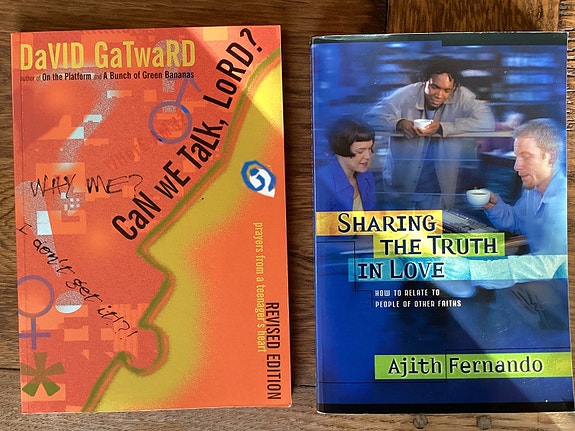 DaVID GaTwaRD
author of On the Platform and A Bunch of Green Bananas
CaN WE TaLK, LoRD?
WHY ME?
I don't get it!?!
prayers from a teenager's heart
REVISED EDITION
SHARING
THE TRUTH
IN LOVE
HOW TO RELATE TO
PEOPLE OF OTHER FAITHS
Ajith Fernando